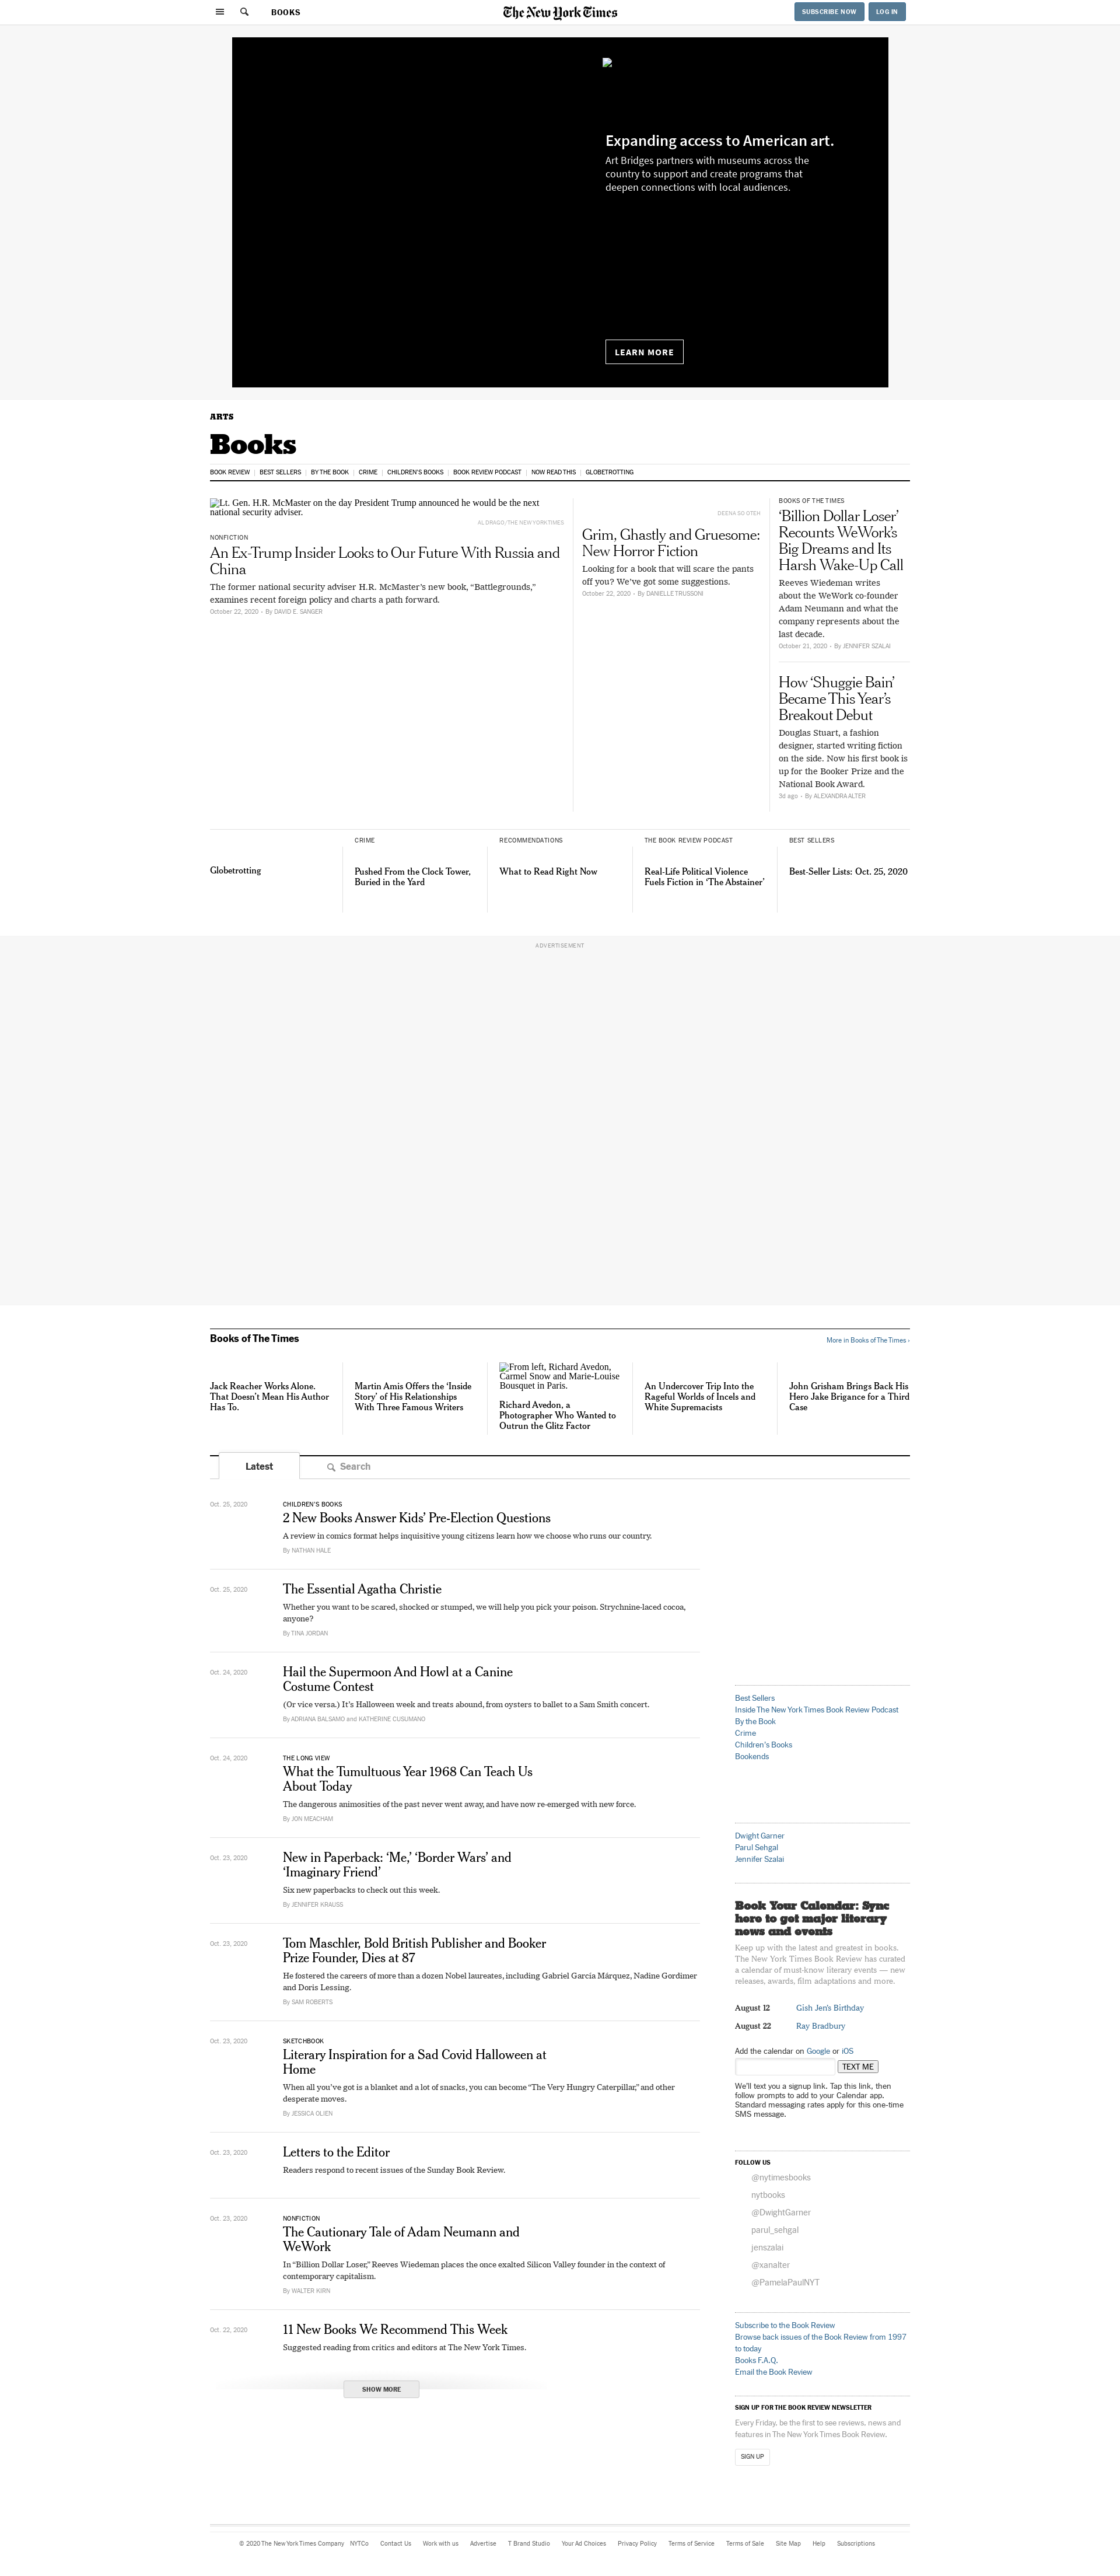 BOOKS
The New York Times
SUBSCRIBE NOW
LOG IN
Expanding access to American art.
Art Bridges partners with museums across the
country to support and create programs that
deepen connections with local audiences.
LEARN MORE
ARTS
Books
BOOK REVIEW | BEST SELLERS | BY THE BOOK | CRIME | CHILDREN'S BOOKS | BOOK REVIEW PODCAST | NOW READ THIS | GLOBETROTTING
Lt. Gen. H.R. McMaster on the day President Trump announced he would be the next
national security adviser.
AL DRAGO/THE NEW YORK TIMES
NONFICTION
An Ex-Trump Insider Looks to Our Future With Russia and
China
The former national security adviser H.R. McMaster's new book, “Battlegrounds,”
examines recent foreign policy and charts a path forward.
October 22, 2020 - By DAVID E. SANGER
DEENA SO OTEH
Grim, Ghastly and Gruesome:
New Horror Fiction
Looking for a book that will scare the pants
off you? We've got some suggestions.
October 22, 2020 - By DANIELLE TRUSSONI
BOOKS OF THE TIMES
‘Billion Dollar Loser’
Recounts WeWork’s
Big Dreams and Its
Harsh Wake-Up Call
Reeves Wiedeman writes
about the WeWork co-founder
Adam Neumann and what the
company represents about the
last decade.
October 21, 2020 - By JENNIFER SZALAI
How ‘Shuggie Bain’
Became This Year’s
Breakout Debut
Douglas Stuart, a fashion
designer, started writing fiction
on the side. Now his first book is
up for the Booker Prize and the
National Book Award.
3d ago - By ALEXANDRA ALTER
Globetrotting
CRIME
Pushed From the Clock Tower,
Buried in the Yard
RECOMMENDATIONS
What to Read Right Now
THE BOOK REVIEW PODCAST
Real-Life Political Violence
Fuels Fiction in ‘The Abstainer’
BEST SELLERS
Best-Seller Lists: Oct. 25, 2020
ADVERTISEMENT
Books of The Times
More in Books of The Times ›
Jack Reacher Works Alone.
That Doesn’t Mean His Author
Has To.
Martin Amis Offers the ‘Inside
Story’ of His Relationships
With Three Famous Writers
From left, Richard Avedon,
Carmel Snow and Marie-Louise
Bousquet in Paris.
Richard Avedon, a
Photographer Who Wanted to
Outrun the Glitz Factor
An Undercover Trip Into the
Rageful Worlds of Incels and
White Supremacists
John Grisham Brings Back His
Hero Jake Brigance for a Third
Case
Latest
Search
Oct. 25, 2020
CHILDREN’S BOOKS
2 New Books Answer Kids’ Pre-Election Questions
A review in comics format helps inquisitive young citizens learn how we choose who runs our country.
By NATHAN HALE
Oct. 25, 2020
The Essential Agatha Christie
Whether you want to be scared, shocked or stumped, we will help you pick your poison. Strychnine-laced cocoa,
anyone?
By TINA JORDAN
Oct. 24, 2020
Hail the Supermoon And Howl at a Canine
Costume Contest
(Or vice versa.) It’s Halloween week and treats abound, from oysters to ballet to a Sam Smith concert.
By ADRIANA BALSAMO and KATHERINE CUSUMANO
Oct. 24, 2020
THE LONG VIEW
What the Tumultuous Year 1968 Can Teach Us
About Today
The dangerous animosities of the past never went away, and have now re-emerged with new force.
By JON MEACHAM
Oct. 23, 2020
New in Paperback: ‘Me,’ ‘Border Wars’ and
‘Imaginary Friend’
Six new paperbacks to check out this week.
By JENNIFER KRAUSS
Oct. 23, 2020
Tom Maschler, Bold British Publisher and Booker
Prize Founder, Dies at 87
He fostered the careers of more than a dozen Nobel laureates, including Gabriel García Márquez, Nadine Gordimer
and Doris Lessing.
By SAM ROBERTS
Oct. 23, 2020
SKETCHBOOK
Literary Inspiration for a Sad Covid Halloween at
Home
When all you’ve got is a blanket and a lot of snacks, you can become “The Very Hungry Caterpillar,” and other
desperate moves.
By JESSICA OLIEN
Oct. 23, 2020
Letters to the Editor
Readers respond to recent issues of the Sunday Book Review.
Oct. 23, 2020
NONFICTION
The Cautionary Tale of Adam Neumann and
WeWork
In “Billion Dollar Loser,” Reeves Wiedeman places the once exalted Silicon Valley founder in the context of
contemporary capitalism.
By WALTER KIRN
Oct. 22, 2020
11 New Books We Recommend This Week
Suggested reading from critics and editors at The New York Times.
SHOW MORE
Best Sellers
Inside The New York Times Book Review Podcast
By the Book
Crime
Children's Books
Bookends
Dwight Garner
Parul Sehgal
Jennifer Szalai
Book Your Calendar: Sync
here to get major literary
news and events
Keep up with the latest and greatest in books.
The New York Times Book Review has curated
a calendar of must-know literary events — new
releases, awards, film adaptations and more.
August 12 Gish Jen’s Birthday
August 22 Ray Bradbury
Add the calendar on Google or iOS
TEXT ME
We'll text you a signup link. Tap this link, then
follow prompts to add to your Calendar app.
Standard messaging rates apply for this one-time
SMS message.
FOLLOW US
@nytimesbooks
nytbooks
@DwightGarner
parul_sehgal
jenszalai
@xanalter
@PamelaPaulNYT
Subscribe to the Book Review
Browse back issues of the Book Review from 1997
to today
Books F.A.Q.
Email the Book Review
SIGN UP FOR THE BOOK REVIEW NEWSLETTER
Every Friday, be the first to see reviews, news and
features in The New York Times Book Review.
SIGN UP
© 2020 The New York Times Company NYTCo Contact Us Work with us Advertise T Brand Studio Your Ad Choices Privacy Policy Terms of Service Terms of Sale Site Map Help Subscriptions